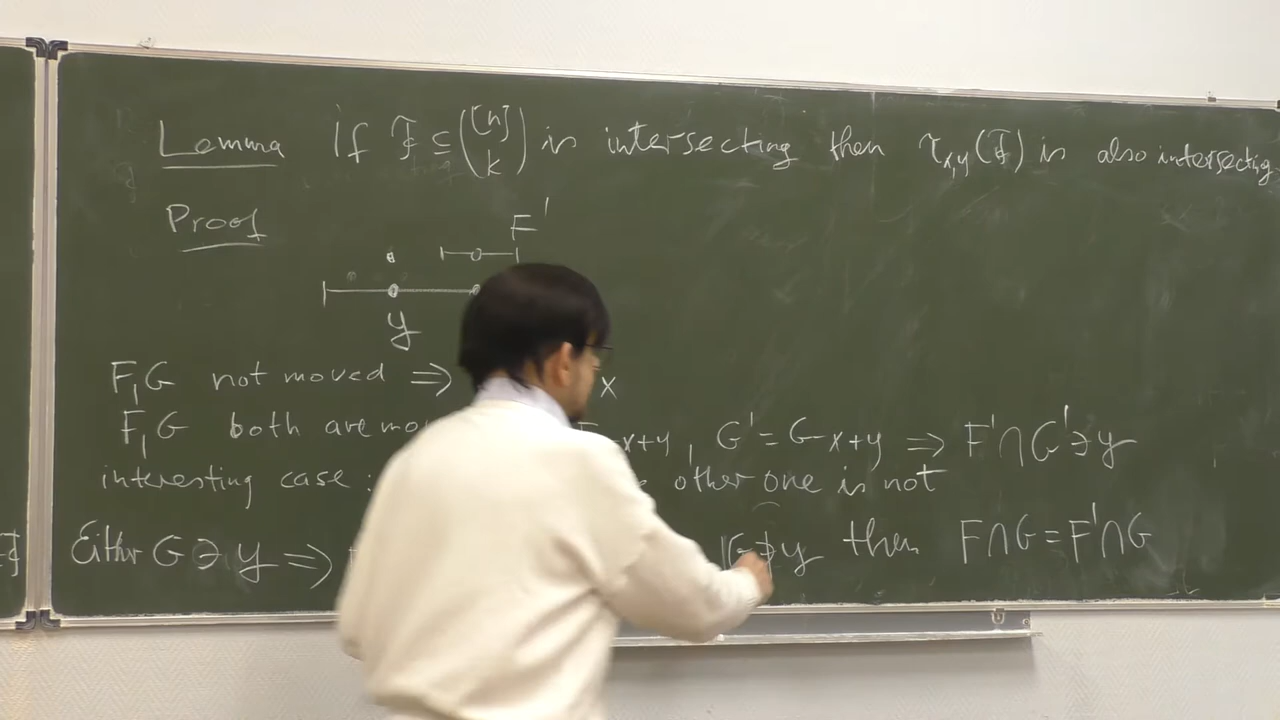 Lemma If ℱ ⊆ ([n] k) is intersecting then τ_{x,y}(ℱ) is also intersecting
Proof
F'
y
F, G not moved ⇒
x
F, G both are mo -x+y, G' = G-x+y ⇒ F'∩G' ∋ y
interesting case : other one is not
Either G ∋ y ⇒ G ∌ y then F∩G = F'∩G